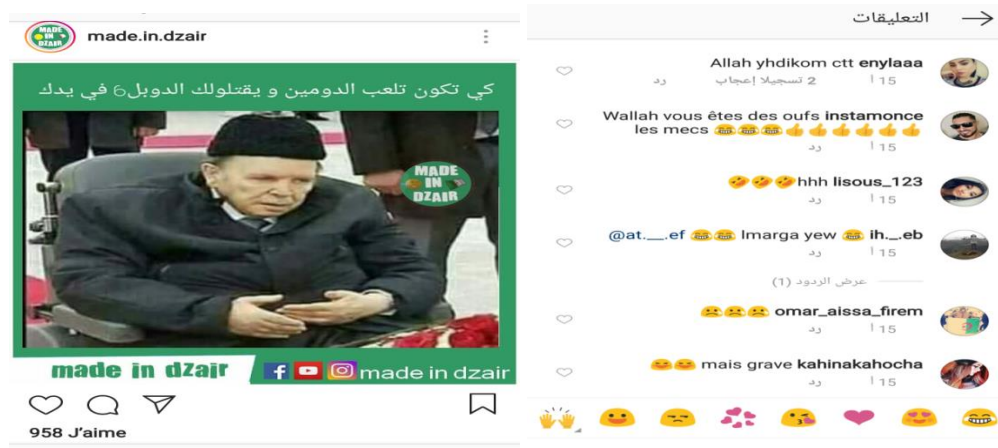 MADE IN DZAIR
made.in.dzair
كي تكون تلعب الدومين و يقتلولك الدوبل6 في يدك
MADE
IN
DZAIR
made in dzair
made in dzair
958 J'aime
التعليقات
Allah yhdikom ctt enylaaa
15 أ 2 تسجيلا إعجاب رد
Wallah vous êtes des oufs instamonce
les mecs 😂😂😂👍👍👍👍👍👍
15 أ رد
🤣🤣🤣hhh lisous_123
15 أ رد
@at.__.ef 😂😂 lmarga yew 😂 ih._.eb
15 أ رد
عرض الردود (1)
omar_aissa_firem
15 أ رد
mais grave kahinakahocha
15 أ رد